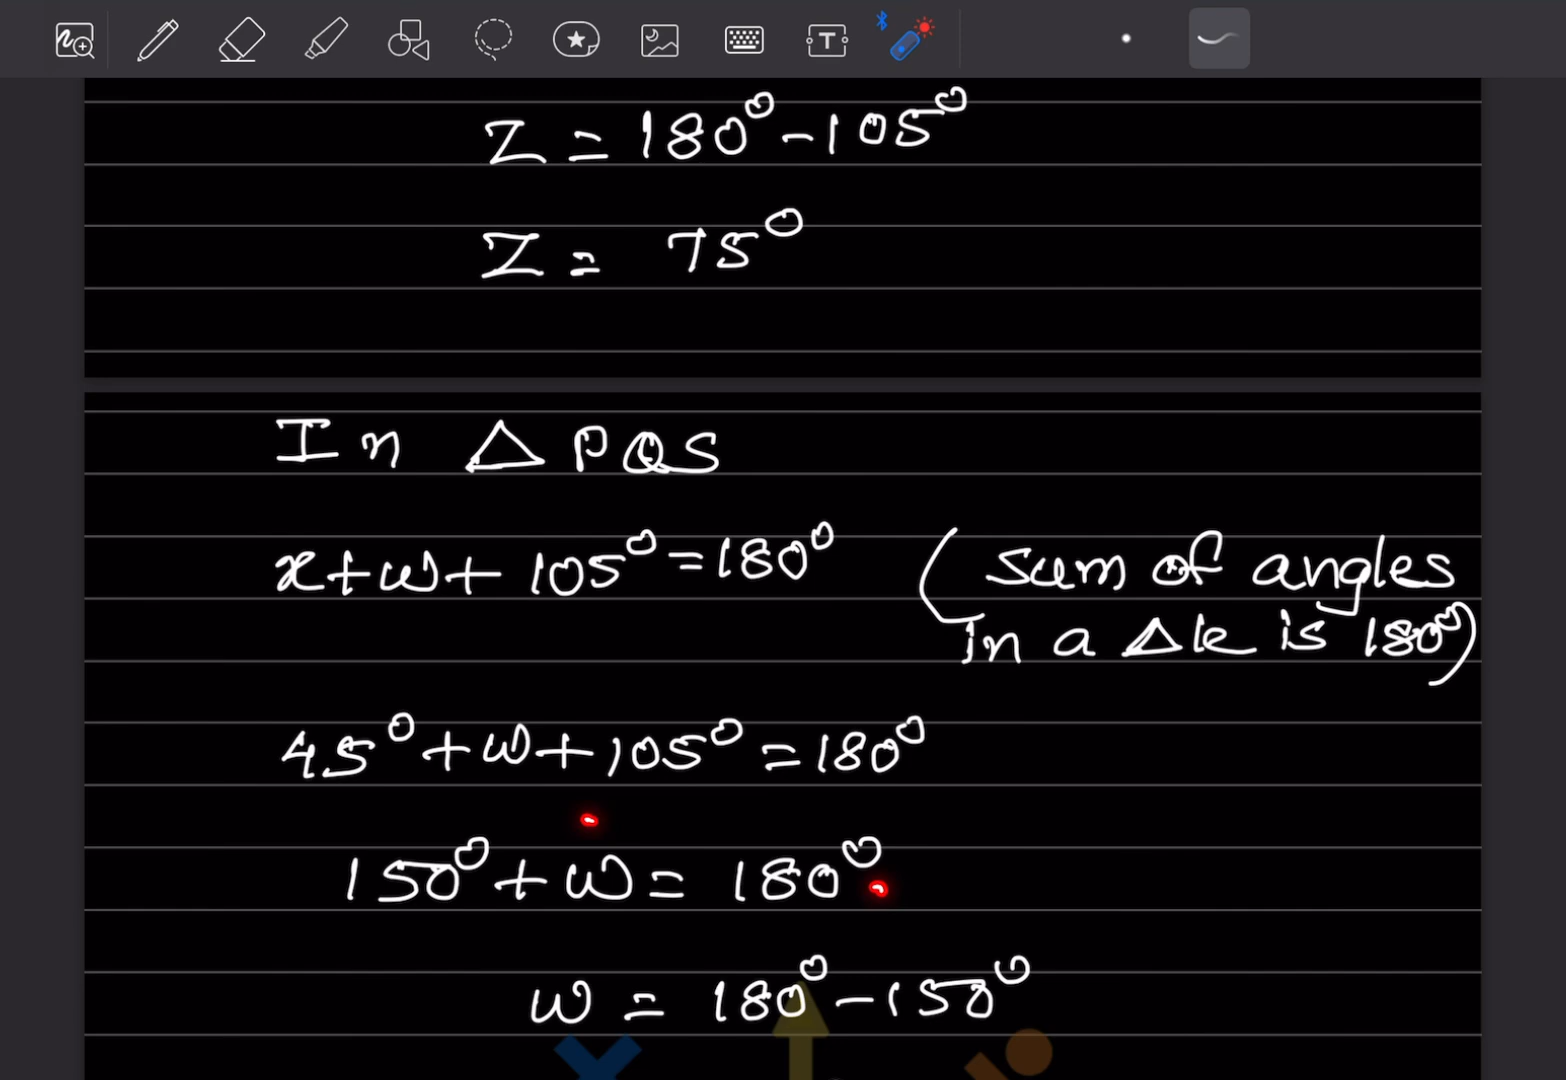 Z = 180° - 105°
Z = 75°
In △ PQS
x + w + 105° = 180° (sum of angles
in a △le is 180°)
45° + w + 105° = 180°
150° + w = 180°
w = 180° - 150°